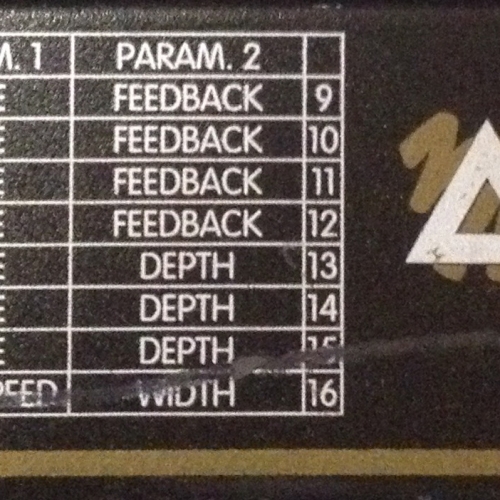 M. 1 PARAM. 2
E FEEDBACK 9
E FEEDBACK 10
E FEEDBACK 11
E FEEDBACK 12
E DEPTH 13
E DEPTH 14
E DEPTH 15
PEED WIDTH 16